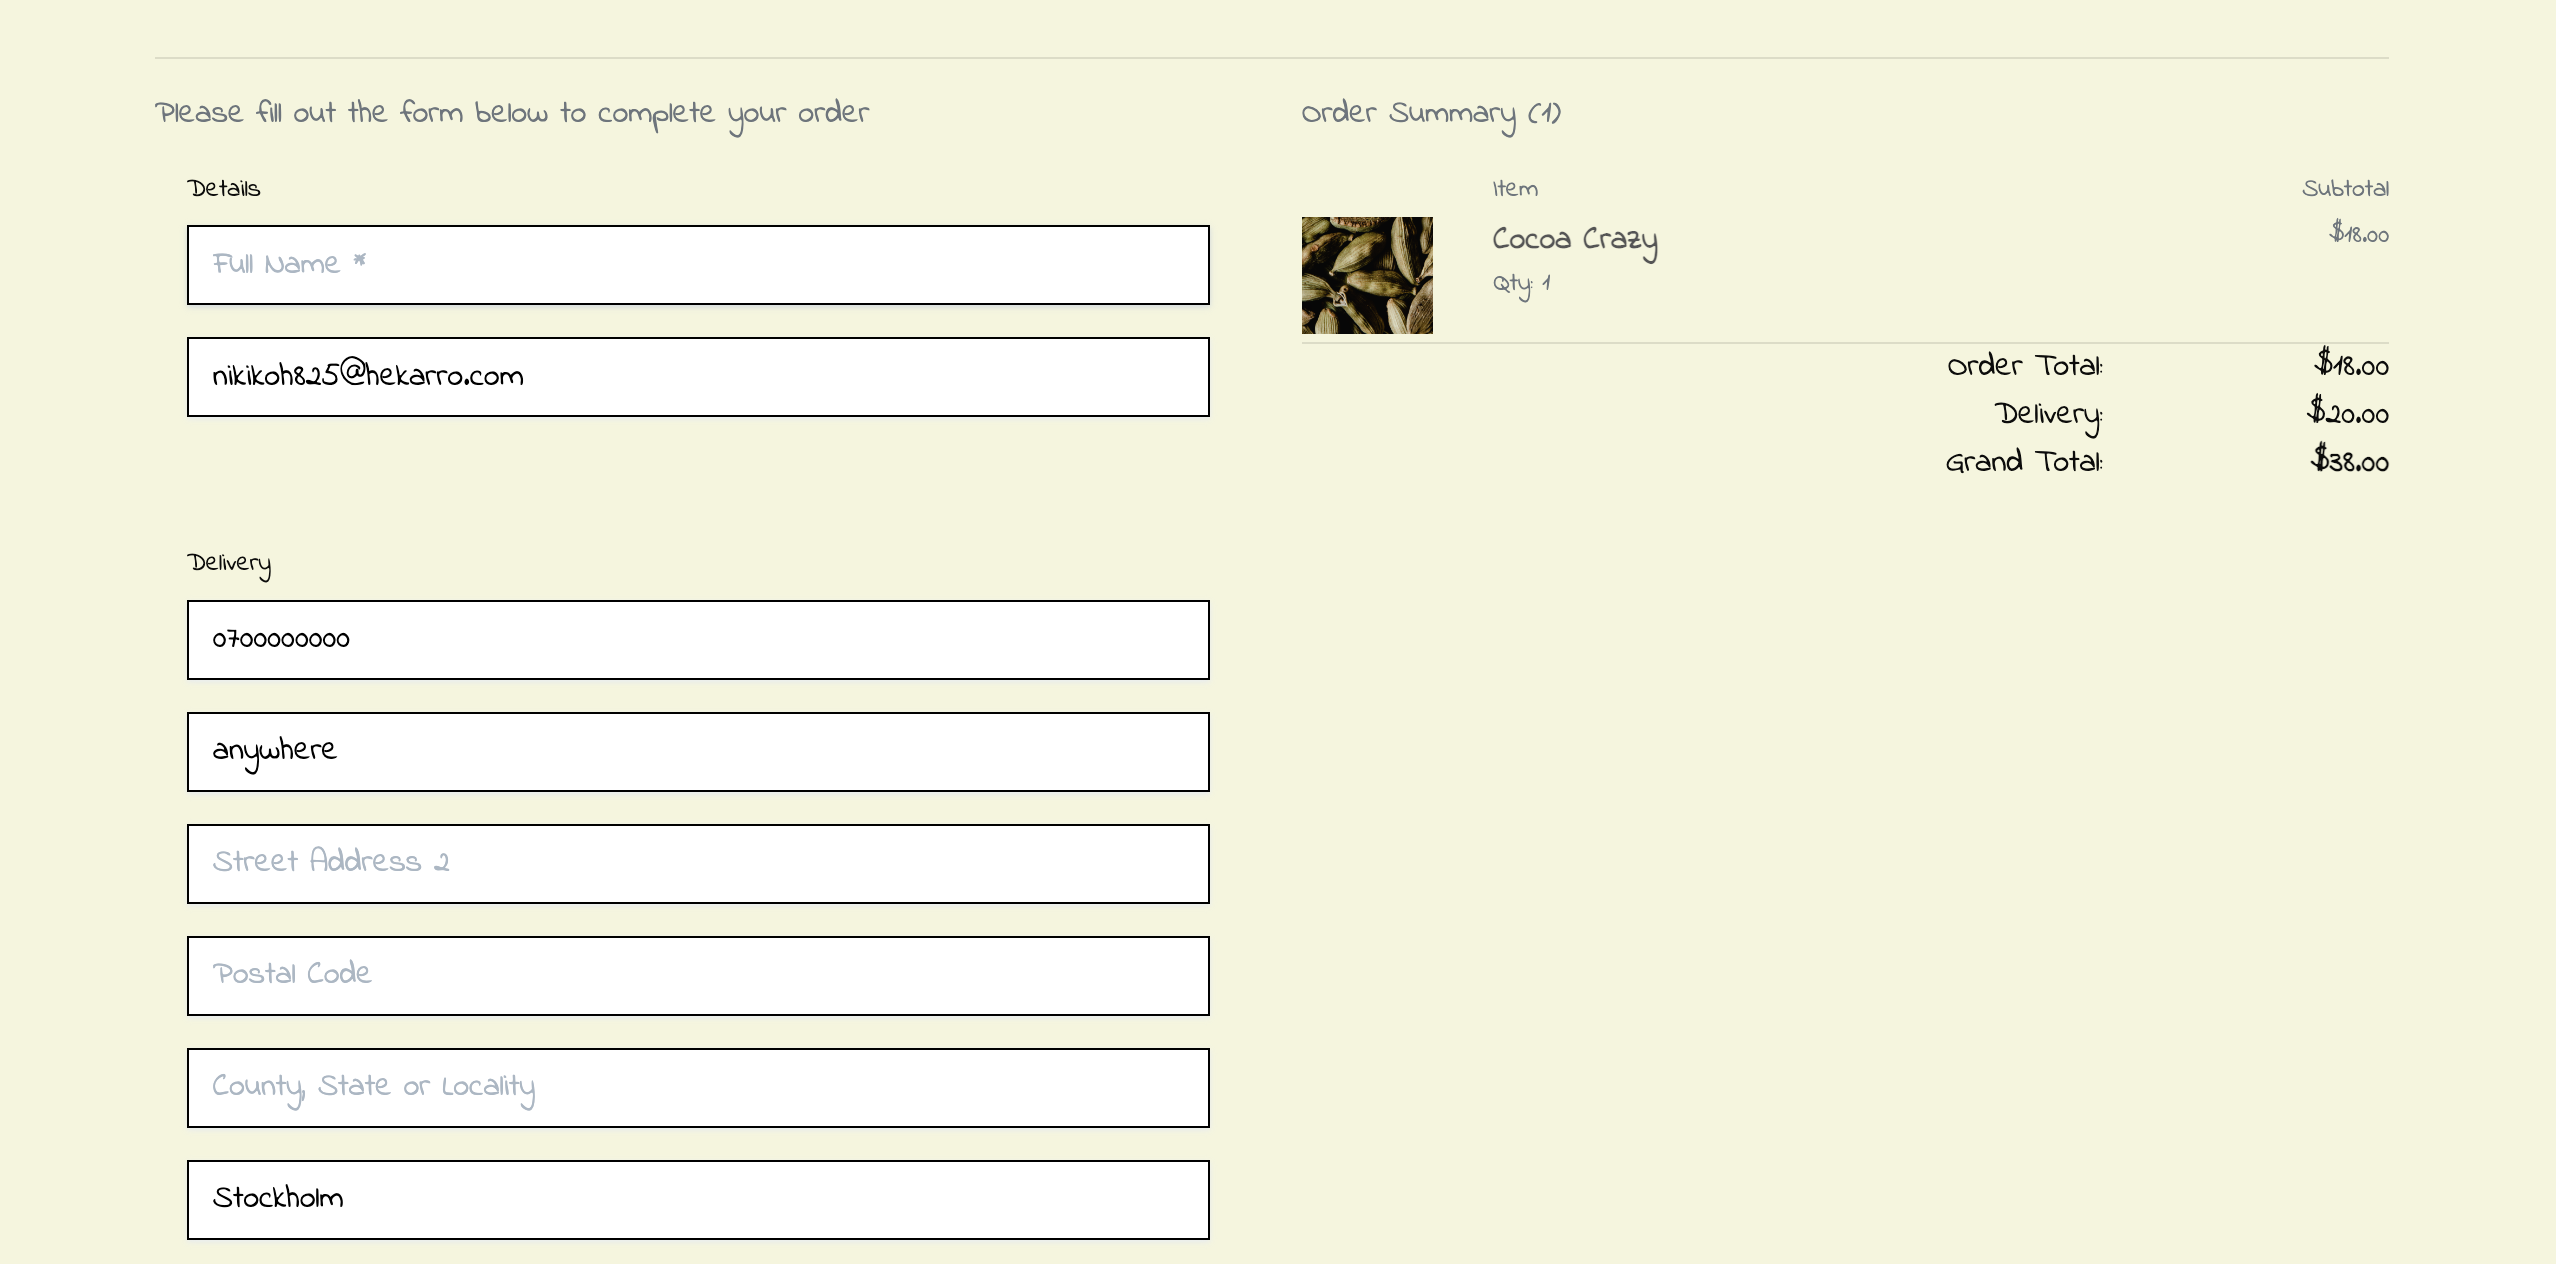 Please fill out the form below to complete your order
Details
Full Name *
nikikoh825@hekarro.com
Delivery
0700000000
anywhere
Street Address 2
Postal Code
County, State or Locality
Stockholm
Order Summary (1)
Item Subtotal
Cocoa Crazy $18.00
Qty: 1
Order Total: $18.00
Delivery: $20.00
Grand Total: $38.00